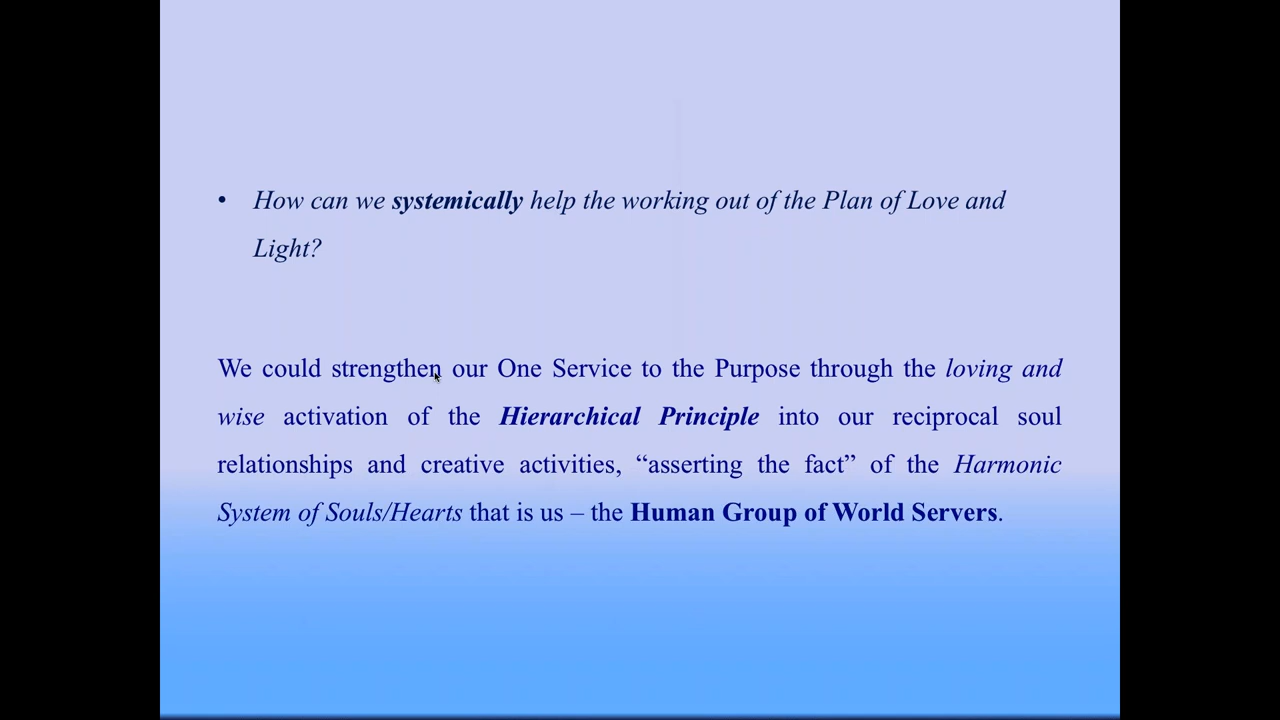 • How can we systemically help the working out of the Plan of Love and
Light?
We could strengthen our One Service to the Purpose through the loving and
wise activation of the Hierarchical Principle into our reciprocal soul
relationships and creative activities, “asserting the fact” of the Harmonic
System of Souls/Hearts that is us – the Human Group of World Servers.